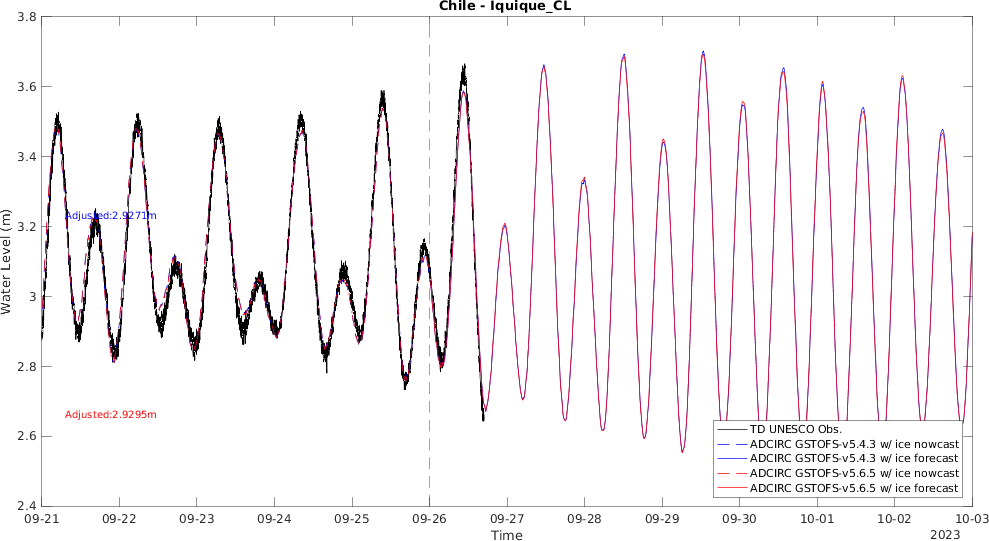 Chile - Iquique_CL
3.8
3.6
3.4
3.2
3
2.8
2.6
2.4
Water Level (m)
Adjusted:2.9271m
Adjusted:2.9295m
TD UNESCO Obs.
ADCIRC GSTOFS-v5.4.3 w/ ice nowcast
ADCIRC GSTOFS-v5.4.3 w/ ice forecast
ADCIRC GSTOFS-v5.6.5 w/ ice nowcast
ADCIRC GSTOFS-v5.6.5 w/ ice forecast
09-21 09-22 09-23 09-24 09-25 09-26 09-27 09-28 09-29 09-30 10-01 10-02 10-03
Time
2023